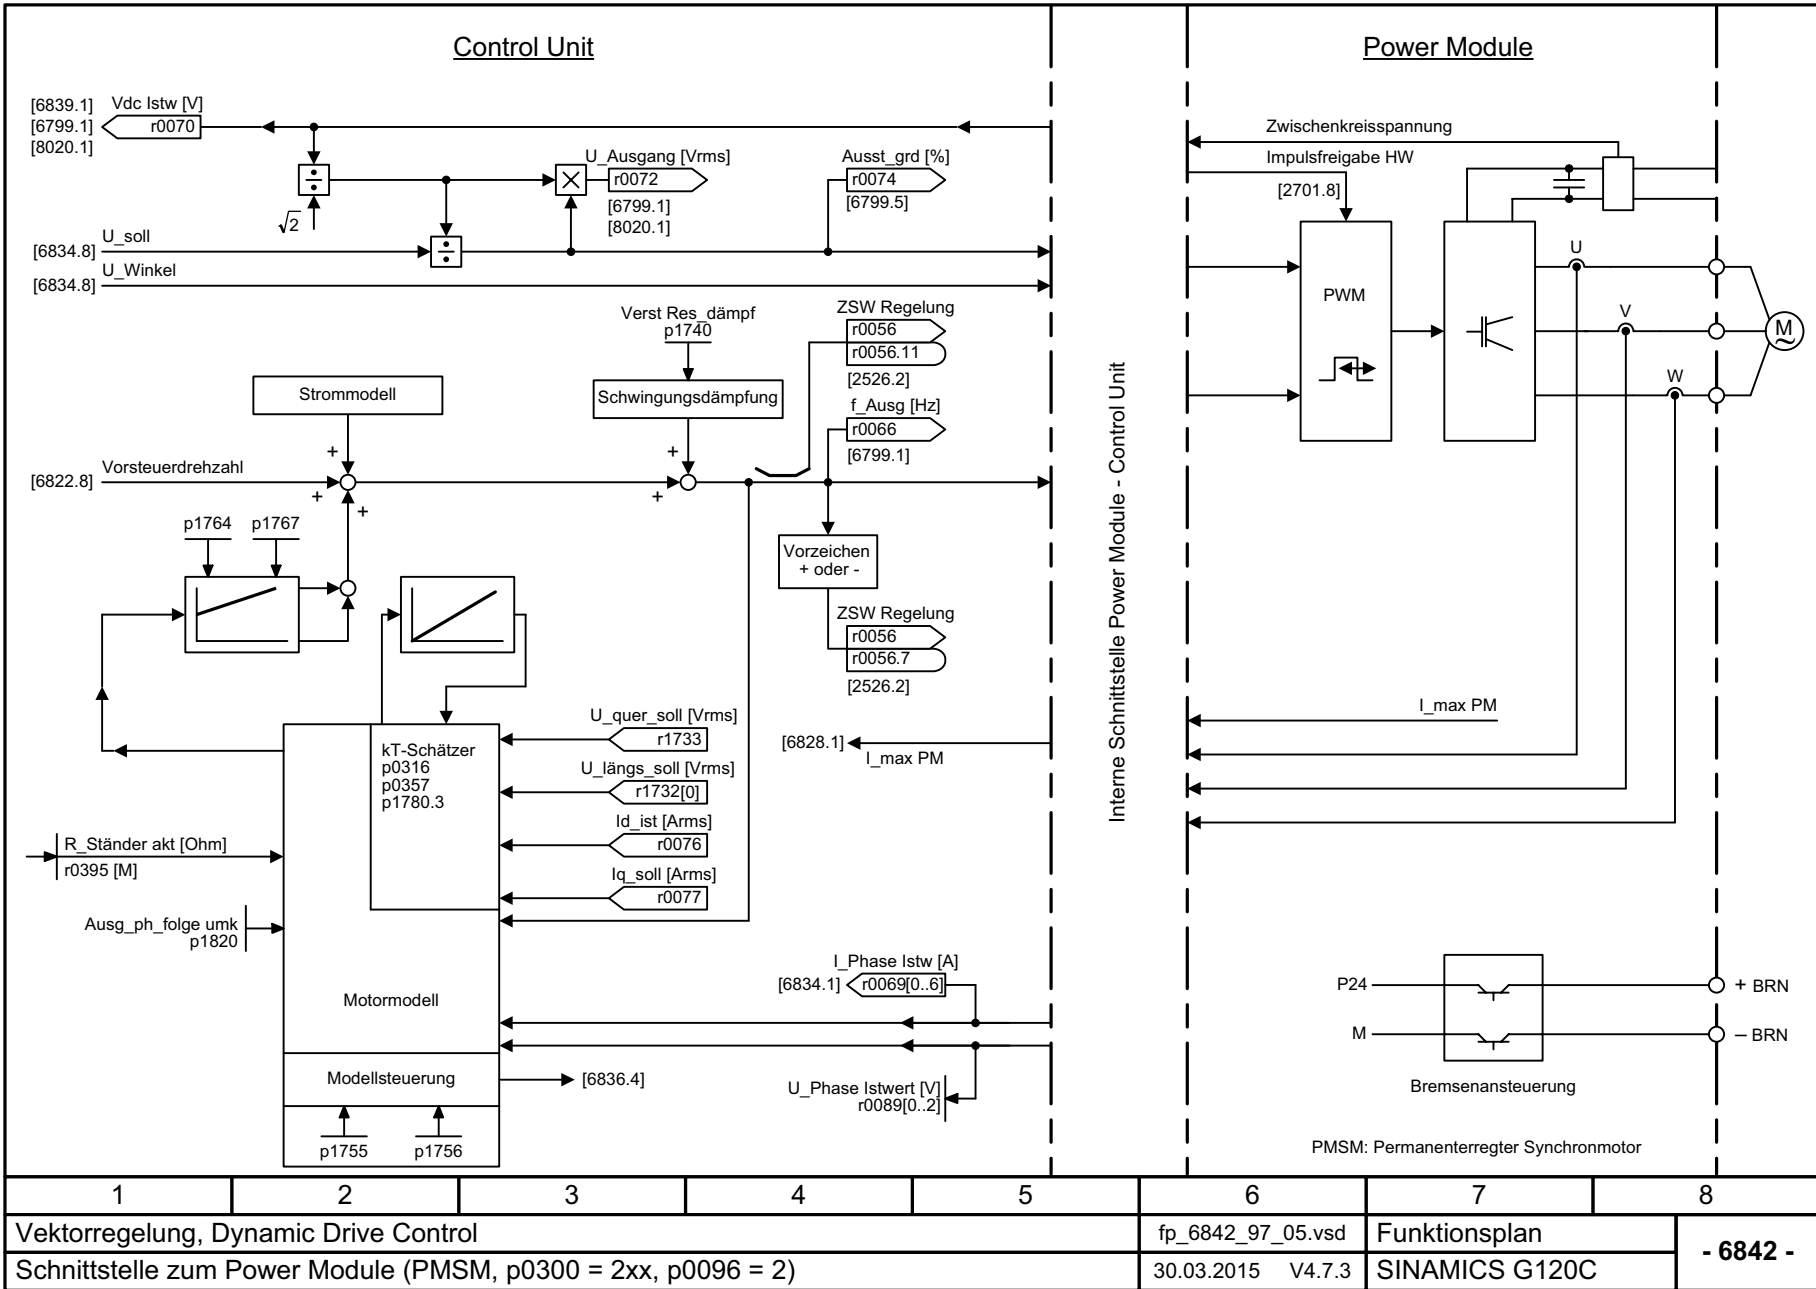 Control Unit
Power Module
[6839.1]
[6799.1]
[8020.1]
Vdc Istw [V]
r0070
÷
√2
U_Ausgang [Vrms]
r0072
[6799.1]
[8020.1]
Ausst_grd [%]
r0074
[6799.5]
[6834.8]
U_soll
÷
[6834.8]
U_Winkel
Zwischenkreisspannung
Impulsfreigabe HW
[2701.8]
PWM
U
V
W
M
~
Verst Res_dämpf
p1740
Schwingungsdämpfung
ZSW Regelung
r0056
r0056.11
[2526.2]
f_Ausg [Hz]
r0066
[6799.1]
Strommodell
[6822.8]
Vorsteuerdrehzahl
+
+
+
+
+
p1764
p1767
Vorzeichen
+ oder -
ZSW Regelung
r0056
r0056.7
[2526.2]
Interne Schnittstelle Power Module - Control Unit
kT-Schätzer
p0316
p0357
p1780.3
U_quer_soll [Vrms]
r1733
U_längs_soll [Vrms]
r1732[0]
Id_ist [Arms]
r0076
Iq_soll [Arms]
r0077
[6828.1]
I_max PM
I_max PM
R_Ständer akt [Ohm]
r0395 [M]
Ausg_ph_folge umk
p1820
Motormodell
I_Phase Istw [A]
[6834.1]
r0069[0..6]
Modellsteuerung
[6836.4]
U_Phase Istwert [V]
r0089[0..2]
p1755
p1756
P24
M
+ BRN
– BRN
Bremsenansteuerung
PMSM: Permanenterregter Synchronmotor
1 2 3 4 5 6 7 8
Vektorregelung, Dynamic Drive Control
fp_6842_97_05.vsd
Funktionsplan
- 6842 -
Schnittstelle zum Power Module (PMSM, p0300 = 2xx, p0096 = 2)
30.03.2015 V4.7.3
SINAMICS G120C